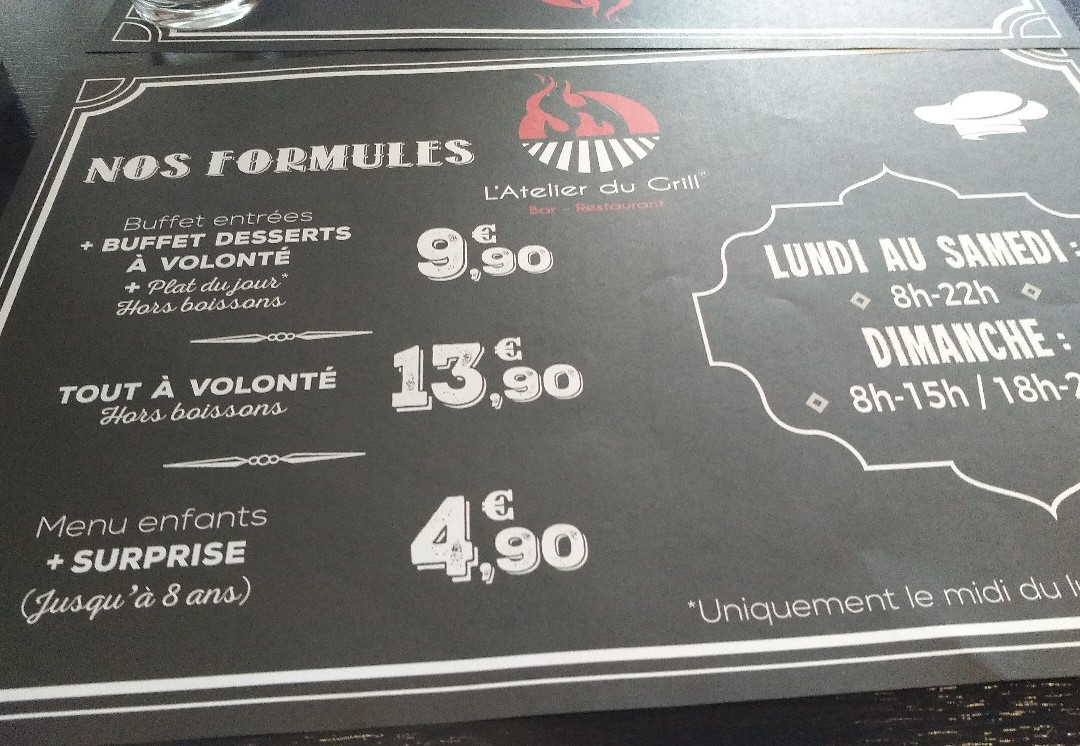 NOS FORMULES
L'Atelier du Grill®
Bar - Restaurant
Buffet entrées
+ BUFFET DESSERTS
À VOLONTÉ
+ Plat du jour*
Hors boissons
9€,90
TOUT À VOLONTÉ
Hors boissons
13€,90
Menu enfants
+ SURPRISE
(Jusqu'à 8 ans)
4€,90
LUNDI AU SAMEDI :
8h-22h
DIMANCHE :
8h-15h / 18h-2
*Uniquement le midi du